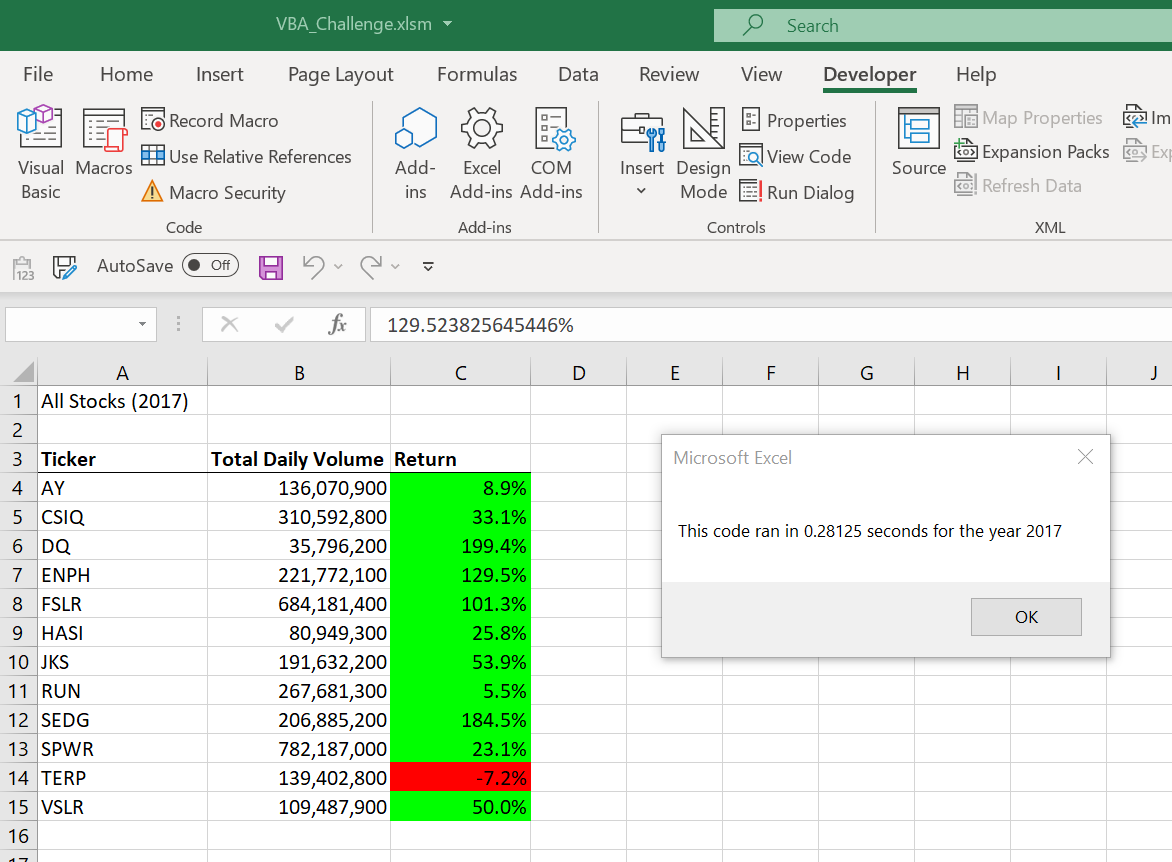 VBA_Challenge.xlsm
Search
File Home Insert Page Layout Formulas Data Review View Developer Help
Visual Basic
Macros
Record Macro
Use Relative References
Macro Security
Code
Add-ins
Excel Add-ins
COM Add-ins
Add-ins
Insert
Design Mode
Properties
View Code
Run Dialog
Controls
Source
Map Properties
Expansion Packs
Refresh Data
Im
Exp
XML
123
AutoSave Off
fx 129.523825645446%
A B C D E F G H I J
1 All Stocks (2017)
2
3 Ticker Total Daily Volume Return
4 AY 136,070,900 8.9%
5 CSIQ 310,592,800 33.1%
6 DQ 35,796,200 199.4%
7 ENPH 221,772,100 129.5%
8 FSLR 684,181,400 101.3%
9 HASI 80,949,300 25.8%
10 JKS 191,632,200 53.9%
11 RUN 267,681,300 5.5%
12 SEDG 206,885,200 184.5%
13 SPWR 782,187,000 23.1%
14 TERP 139,402,800 -7.2%
15 VSLR 109,487,900 50.0%
16
Microsoft Excel
This code ran in 0.28125 seconds for the year 2017
OK